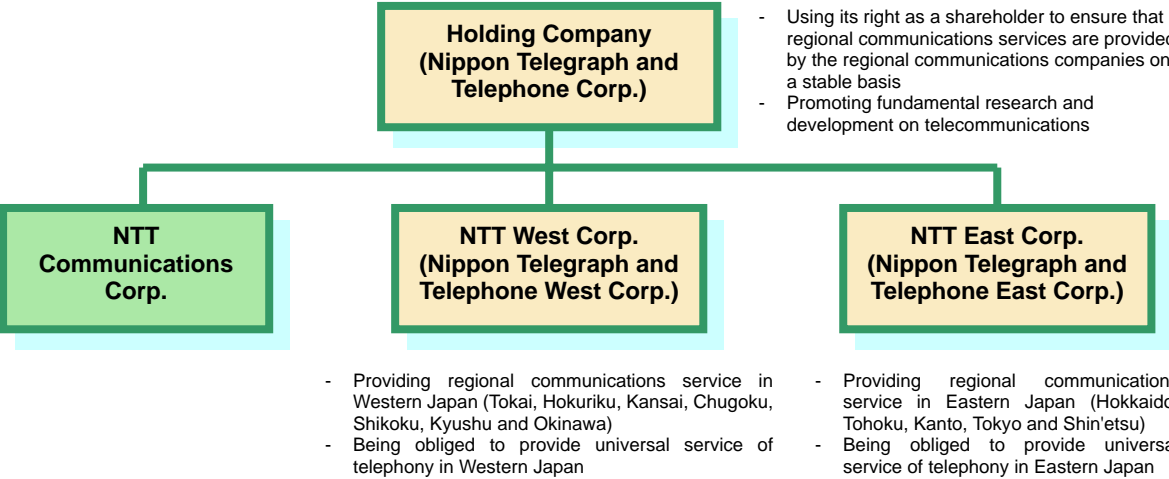 Holding Company
(Nippon Telegraph and
Telephone Corp.)
- Using its right as a shareholder to ensure that
regional communications services are provided
by the regional communications companies on
a stable basis
- Promoting fundamental research and
development on telecommunications
NTT
Communications
Corp.
NTT West Corp.
(Nippon Telegraph and
Telephone West Corp.)
NTT East Corp.
(Nippon Telegraph and
Telephone East Corp.)
- Providing regional communications service in
Western Japan (Tokai, Hokuriku, Kansai, Chugoku,
Shikoku, Kyushu and Okinawa)
- Being obliged to provide universal service of
telephony in Western Japan
- Providing regional communication
service in Eastern Japan (Hokkaido
Tohoku, Kanto, Tokyo and Shin'etsu)
- Being obliged to provide universa
service of telephony in Eastern Japan